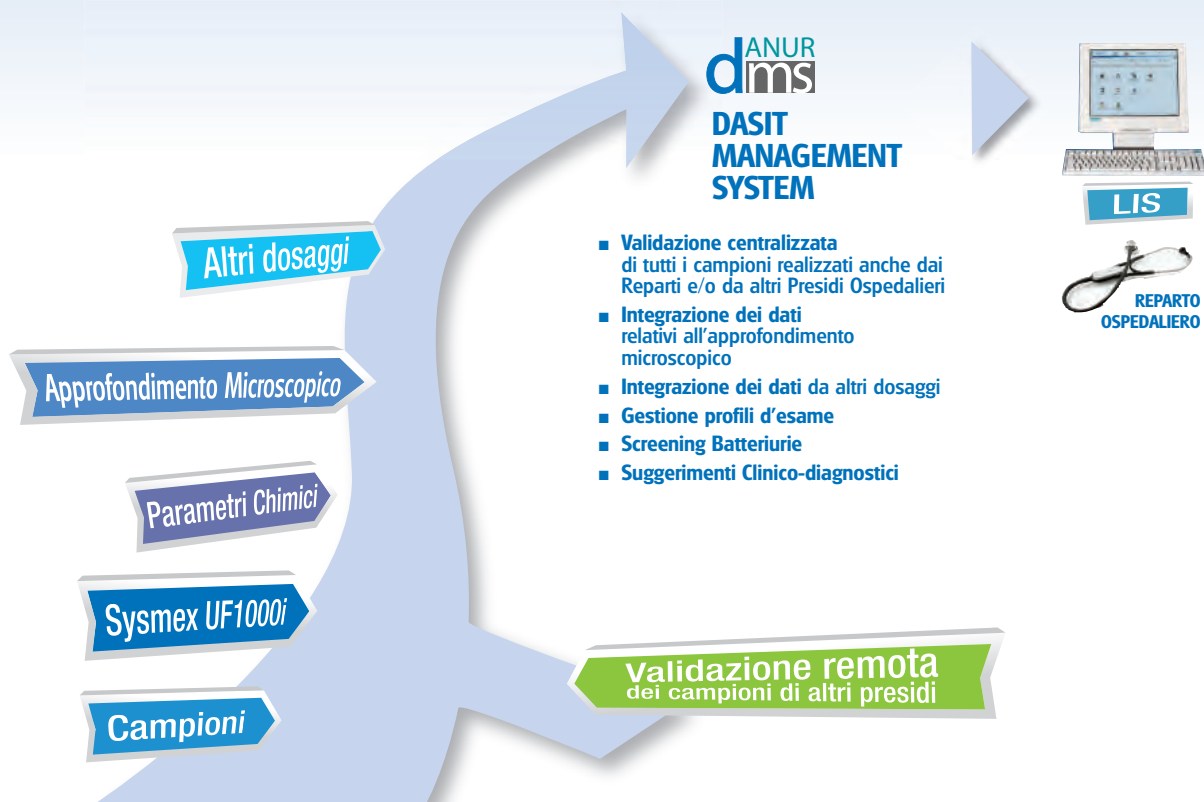 ANUR
dms
DASIT
MANAGEMENT
SYSTEM
LIS
REPARTO
OSPEDALIERO
■ Validazione centralizzata
di tutti i campioni realizzati anche dai
Reparti e/o da altri Presidi Ospedalieri
■ Integrazione dei dati
relativi all'approfondimento
microscopico
■ Integrazione dei dati da altri dosaggi
■ Gestione profili d'esame
■ Screening Batteriurie
■ Suggerimenti Clinico-diagnostici
Altri dosaggi
Approfondimento Microscopico
Parametri Chimici
Sysmex UF1000i
Campioni
Validazione remota
dei campioni di altri presidi